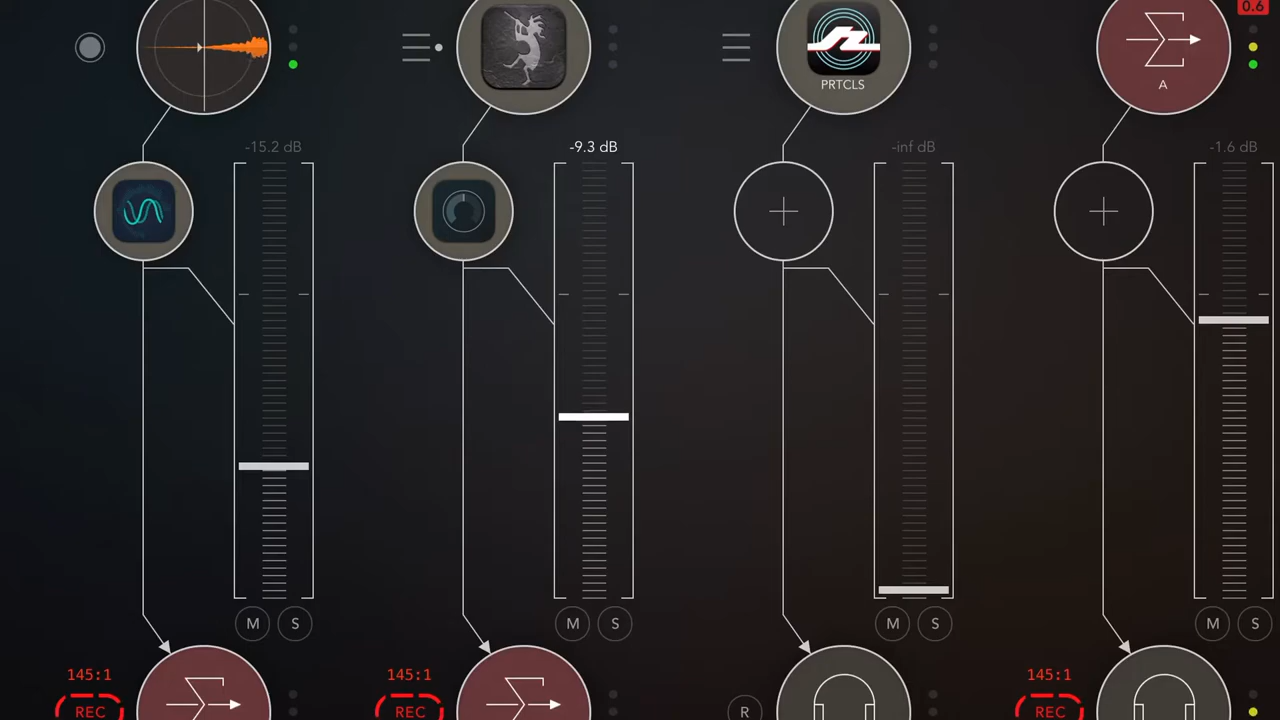 0.6
PRTCLS
A
-15.2 dB
-9.3 dB
-inf dB
-1.6 dB
M S
M S
M S
M S
145:1
145:1
145:1
REC
REC
R
REC